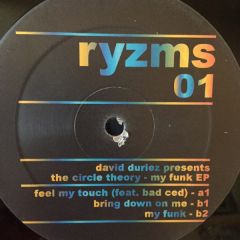 ryzms
01
david duriez presents
the circle theory - my funk EP
feel my touch (feat. bad ced) - a1
bring down on me - b1
my funk - b2